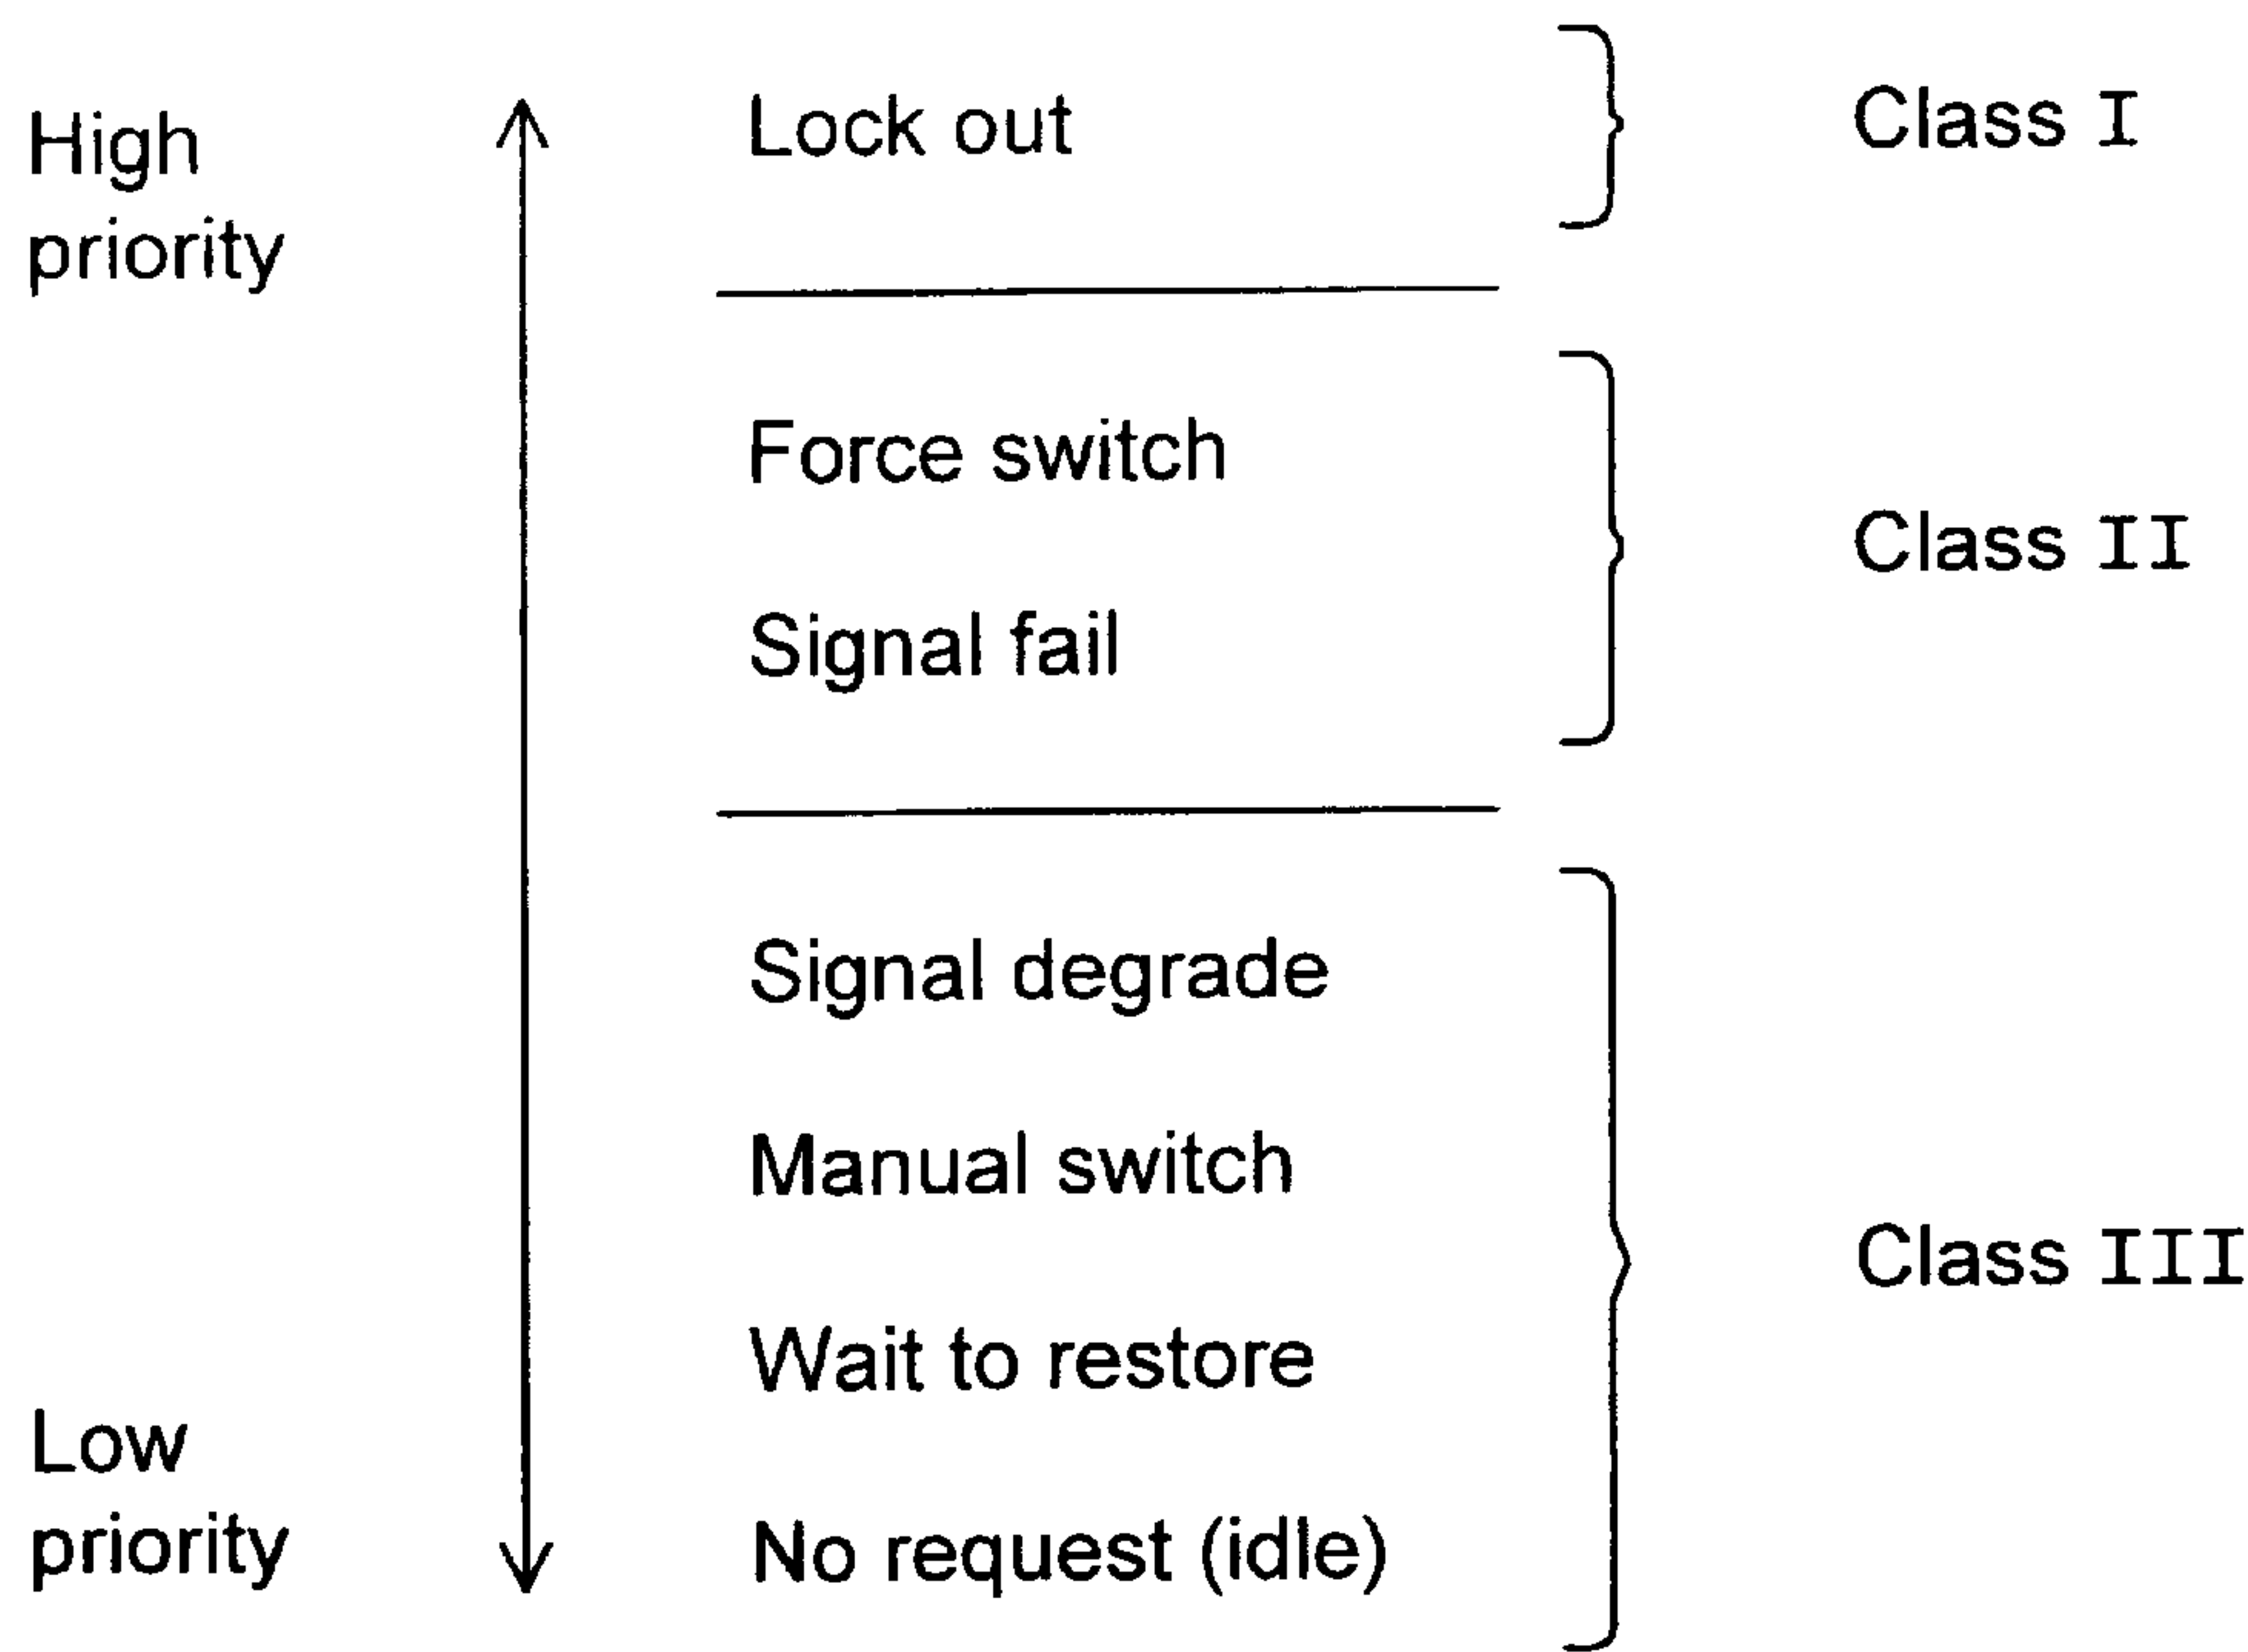 High
priority
Lock out
Class I
Force switch
Signal fail
Class II
Signal degrade
Manual switch
Wait to restore
No request (idle)
Class III
Low
priority